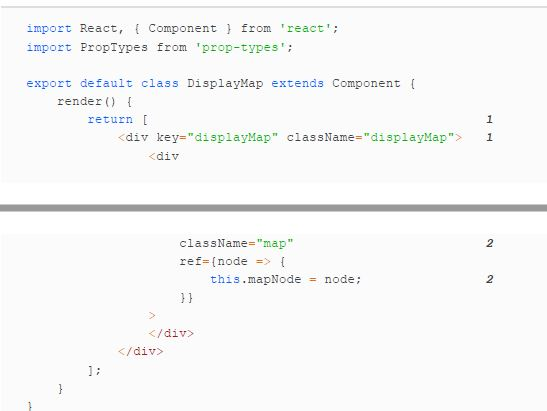 import React, { Component } from 'react';
import PropTypes from 'prop-types';
export default class DisplayMap extends Component {
render() {
return [ 1
<div key="displayMap" className="displayMap"> 1
<div
className="map" 2
ref={node => {
this.mapNode = node; 2
}}
>
</div>
</div>
];
}
}